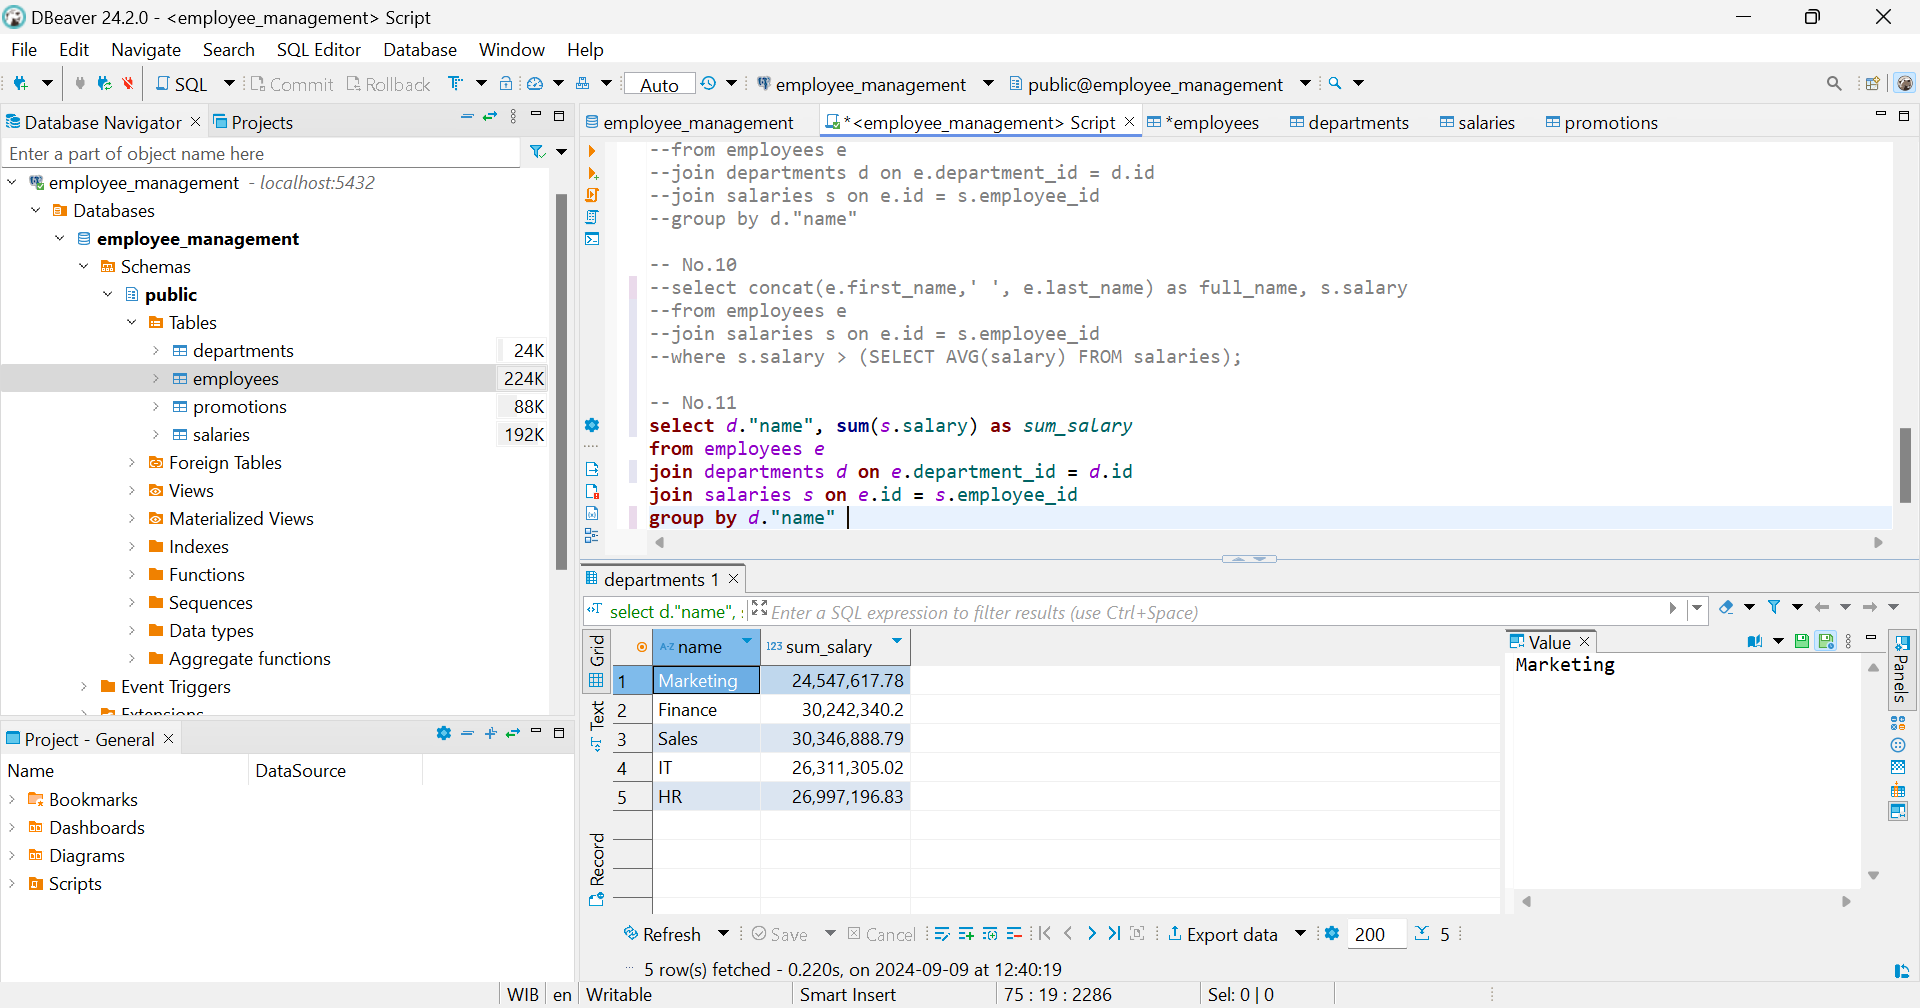 DBeaver 24.2.0 - <employee_management> Script
File Edit Navigate Search SQL Editor Database Window Help
SQL Commit Rollback Auto employee_management public@employee_management
Database Navigator Projects
Enter a part of object name here
employee_management - localhost:5432
Databases
employee_management
Schemas
public
Tables
departments 24K
employees 224K
promotions 88K
salaries 192K
Foreign Tables
Views
Materialized Views
Indexes
Functions
Sequences
Data types
Aggregate functions
Event Triggers
Extensions
Project - General
Name DataSource
Bookmarks
Dashboards
Diagrams
Scripts
employee_management *<employee_management> Script *employees departments salaries promotions
--from employees e
--join departments d on e.department_id = d.id
--join salaries s on e.id = s.employee_id
--group by d."name"
-- No.10
--select concat(e.first_name,' ', e.last_name) as full_name, s.salary
--from employees e
--join salaries s on e.id = s.employee_id
--where s.salary > (SELECT AVG(salary) FROM salaries);
-- No.11
select d."name", sum(s.salary) as sum_salary
from employees e
join departments d on e.department_id = d.id
join salaries s on e.id = s.employee_id
group by d."name"
departments 1
select d."name", s Enter a SQL expression to filter results (use Ctrl+Space)
Grid
Text
Record
A-Z name 123 sum_salary
1 Marketing 24,547,617.78
2 Finance 30,242,340.2
3 Sales 30,346,888.79
4 IT 26,311,305.02
5 HR 26,997,196.83
Value
Marketing
Panels
Refresh Save Cancel Export data 200 5
5 row(s) fetched - 0.220s, on 2024-09-09 at 12:40:19
WIB en Writable Smart Insert 75 : 19 : 2286 Sel: 0 | 0